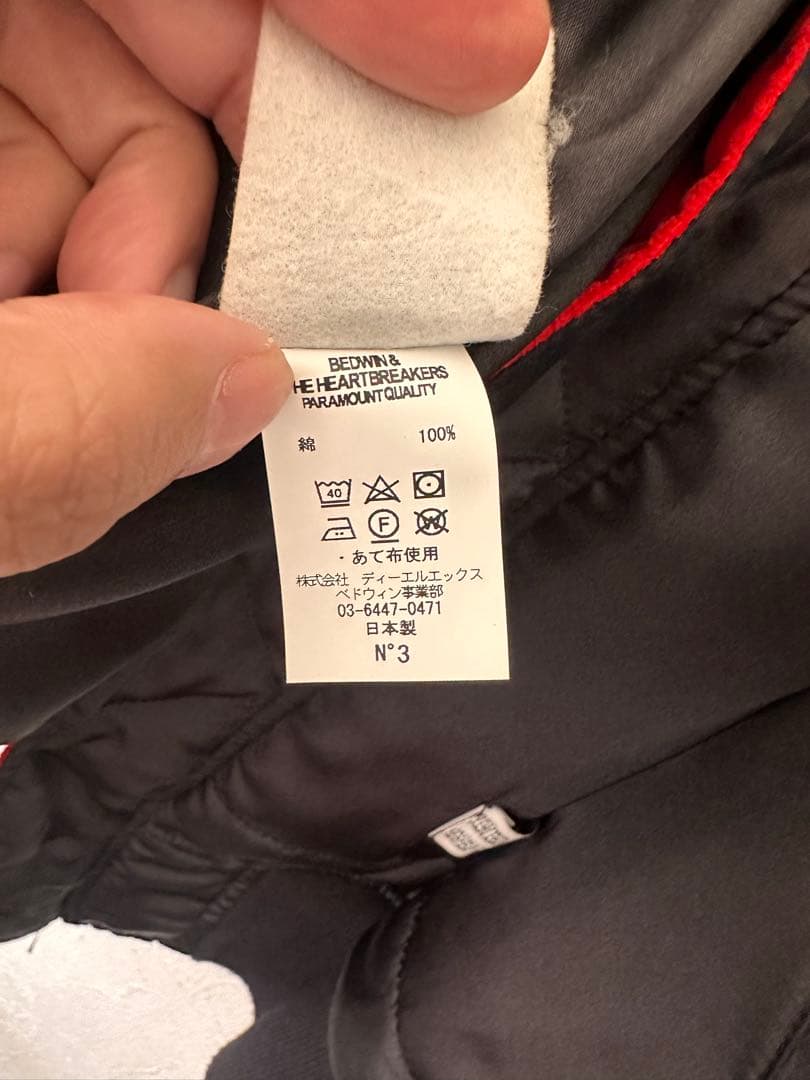 BEDWIN &
HE HEARTBREAKERS
PARAMOUNT QUALITY
綿 100%
40
F
W
・あて布使用
株式会社 ディーエルエックス
ベドウィン事業部
03-6447-0471
日本製
N°3